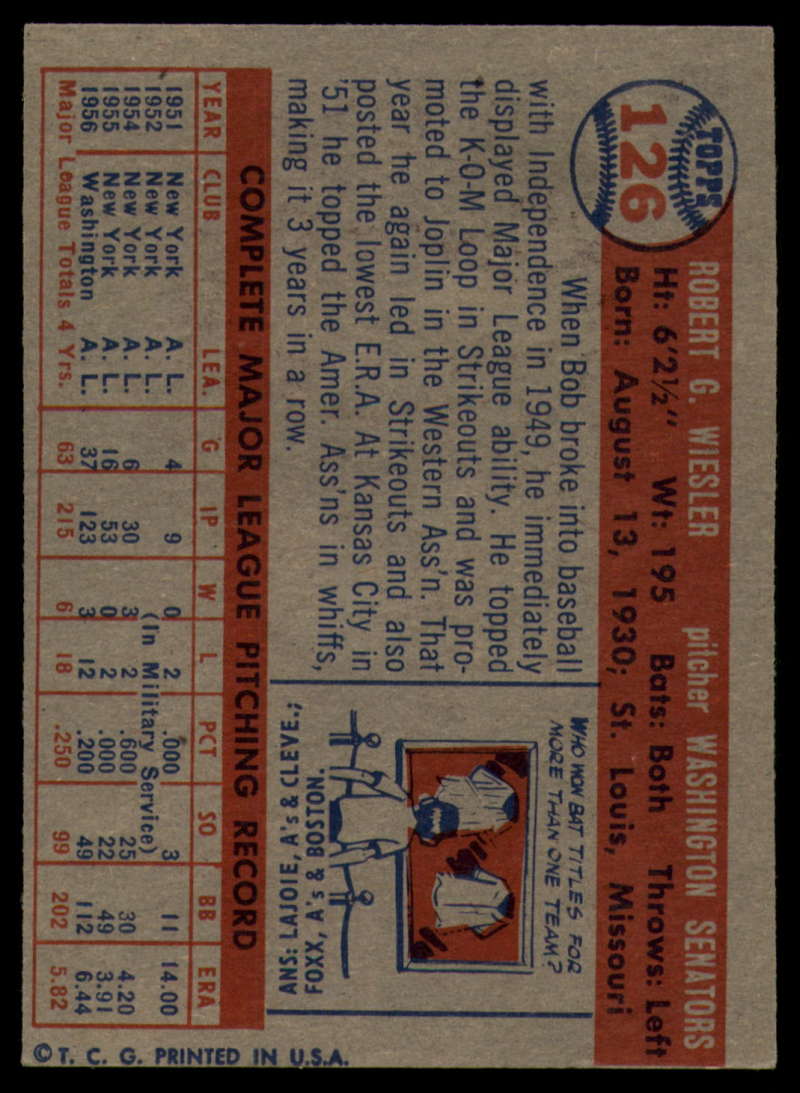 TOPPS
126
ROBERT G. WIESLER pitcher WASHINGTON SENATORS
Ht: 6'2½" Wt: 195 Bats: Both Throws: Left
Born: August 13, 1930; St. Louis, Missouri
When Bob broke into baseball
with Independence in 1949, he immediately
displayed Major League ability. He topped
the K-O-M Loop in Strikeouts and was pro-
moted to Joplin in the Western Ass'n. That
year he again led in Strikeouts and also
posted the lowest E.R.A. At Kansas City in
'51 he topped the Amer. Ass'ns in whiffs,
making it 3 years in a row.
WHO WON BAT TITLES FOR
MORE THAN ONE TEAM?
ANS: LAJOIE, A's & CLEVE.;
FOXX, A's & BOSTON
COMPLETE MAJOR LEAGUE PITCHING RECORD
YEAR CLUB LEA. G IP W L PCT SO BB ERA
1951 New York A. L. 4 9 0 2 .000 3 11 14.00
1952 New York A. L. (In Military Service)
1954 New York A. L. 6 30 3 2 .600 25 30 4.20
1955 New York A. L. 16 53 0 2 .000 22 49 3.91
1956 Washington A. L. 37 123 3 12 .200 49 112 6.44
Major League Totals 4 Yrs. 63 215 6 18 .250 99 202 5.82
© T. C. G. PRINTED IN U.S.A.